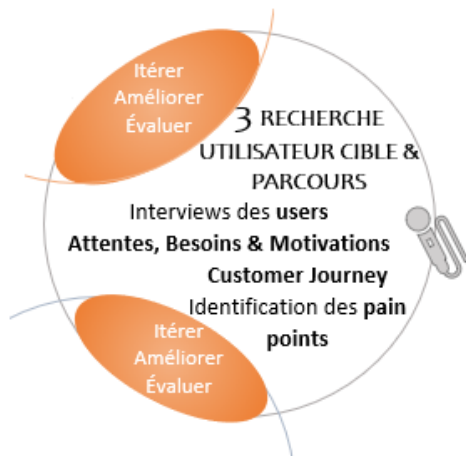 Itérer
Améliorer
Évaluer
3 RECHERCHE
UTILISATEUR CIBLE &
PARCOURS
Interviews des users
Attentes, Besoins & Motivations
Customer Journey
Identification des pain
points
Itérer
Améliorer
Évaluer